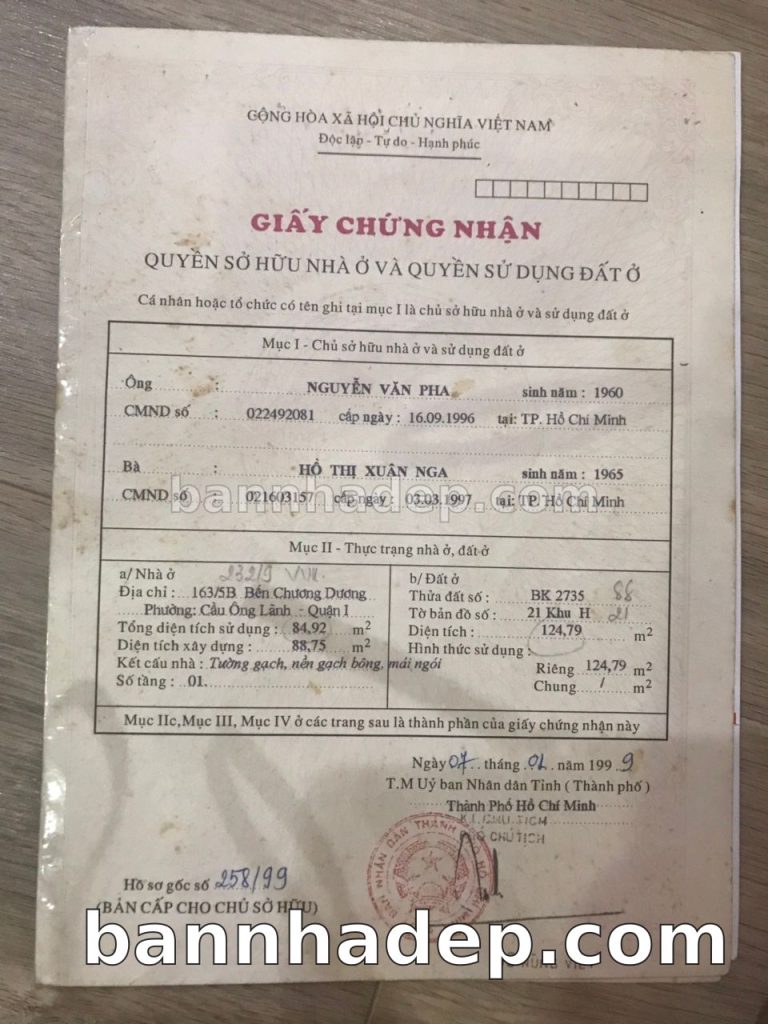 CỘNG HÒA XÃ HỘI CHỦ NGHĨA VIỆT NAM
Độc lập - Tự do - Hạnh phúc
GIẤY CHỨNG NHẬN
QUYỀN SỞ HỮU NHÀ Ở VÀ QUYỀN SỬ DỤNG ĐẤT Ở
Cá nhân hoặc tổ chức có tên ghi tại mục I là chủ sở hữu nhà ở và sử dụng đất ở
Mục I - Chủ sở hữu nhà ở và sử dụng đất ở
Ông : NGUYỄN VĂN PHA sinh năm : 1960
CMND số : 022492081 cấp ngày : 16.09.1996 tại: TP. Hồ Chí Minh
Bà : HỒ THỊ XUÂN NGA sinh năm : 1965
CMND số : 021603157 cấp ngày : 03.03.1997 tại: TP Hồ Chí Minh
bannhadep.com
Mục II - Thực trạng nhà ở, đất ở
a/ Nhà ở 232/9
Địa chỉ : 163/5B Bến Chương Dương
Phường: Cầu Ông Lãnh - Quận 1
Tổng diện tích sử dụng : 84,92 m2
Diện tích xây dựng : 88,75 m2
Kết cấu nhà : Tường gạch, nền gạch bông, mái ngói
Số tầng : 01.
b/ Đất ở
Thửa đất số : BK 2735 88
Tờ bản đồ số : 21 Khu H 21
Diện tích : 124,79 m2
Hình thức sử dụng :
Riêng 124,79 m2
Chung / m2
Mục IIc, Mục III, Mục IV ở các trang sau là thành phần của giấy chứng nhận này
Ngày 07 tháng 01 năm 1999
T.M Uỷ ban Nhân dân Tỉnh ( Thành phố )
Thành Phố Hồ Chí Minh
KT. CHỦ TỊCH
CHỦ TỊCH
Hồ sơ gốc số 258/99
(BẢN CẤP CHO CHỦ SỞ HỮU)
bannhadep.com